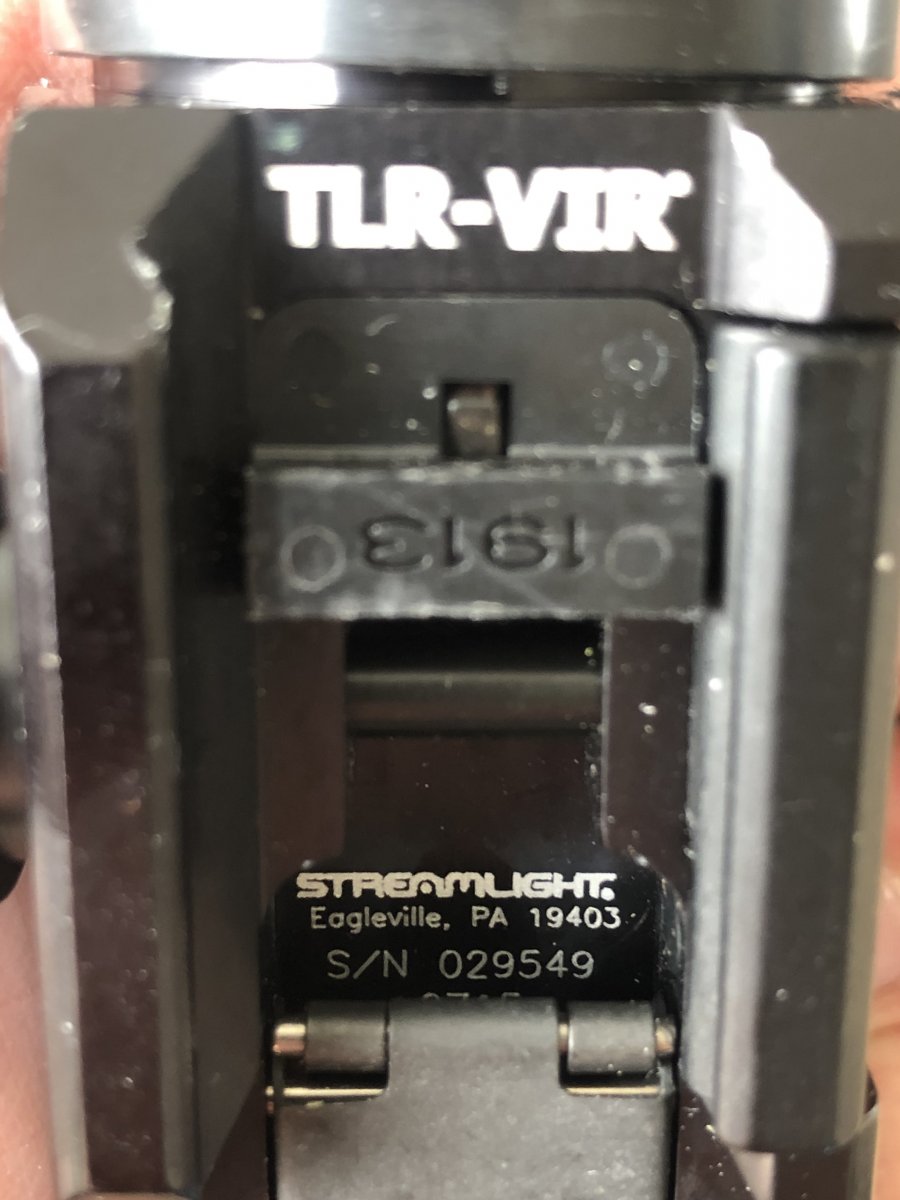 TLR-VIR®
1913
STREAMLIGHT®
Eagleville, PA 19403
S/N 029549